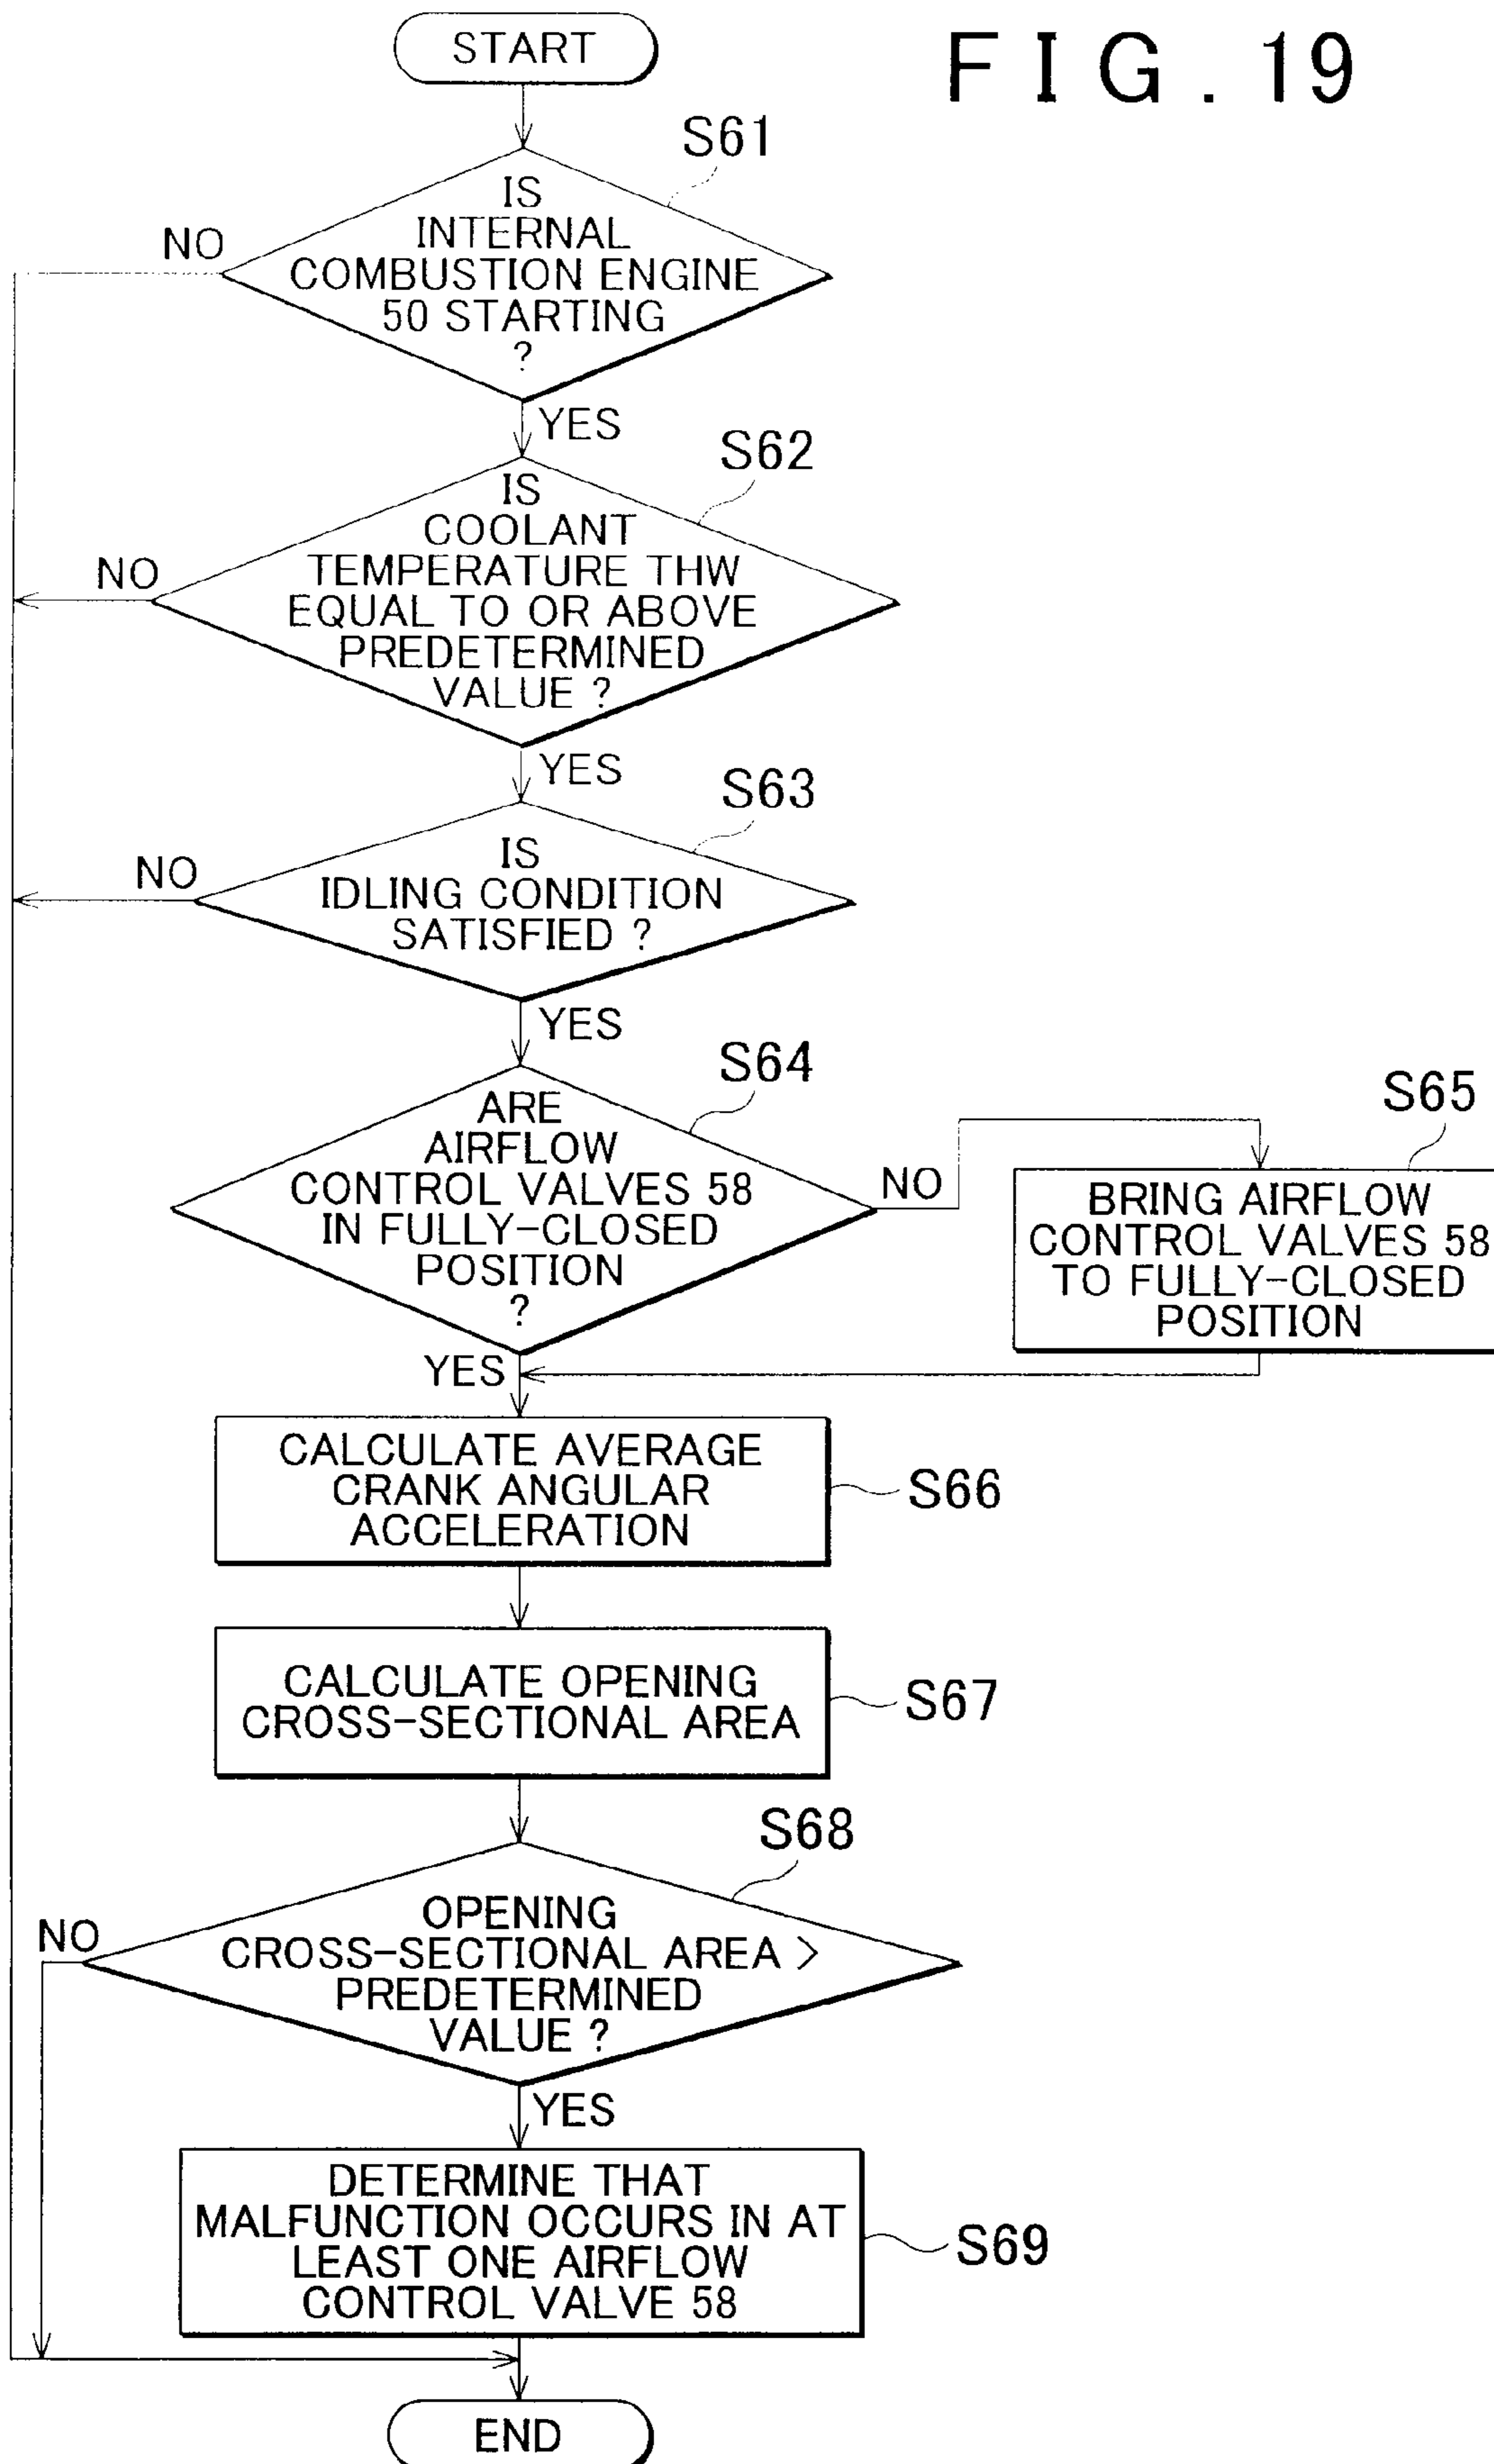 START
FIG.19
S61
IS
INTERNAL
COMBUSTION ENGINE
50 STARTING
?
NO
YES
S62
IS
COOLANT
TEMPERATURE THW
EQUAL TO OR ABOVE
PREDETERMINED
VALUE ?
NO
YES
S63
IS
IDLING CONDITION
SATISFIED ?
NO
YES
S64
ARE
AIRFLOW
CONTROL VALVES 58
IN FULLY-CLOSED
POSITION
?
NO
S65
BRING AIRFLOW
CONTROL VALVES 58
TO FULLY-CLOSED
POSITION
YES
CALCULATE AVERAGE
CRANK ANGULAR
ACCELERATION
S66
CALCULATE OPENING
CROSS-SECTIONAL AREA
S67
S68
OPENING
CROSS-SECTIONAL AREA >
PREDETERMINED
VALUE ?
NO
YES
DETERMINE THAT
MALFUNCTION OCCURS IN AT
LEAST ONE AIRFLOW
CONTROL VALVE 58
S69
END